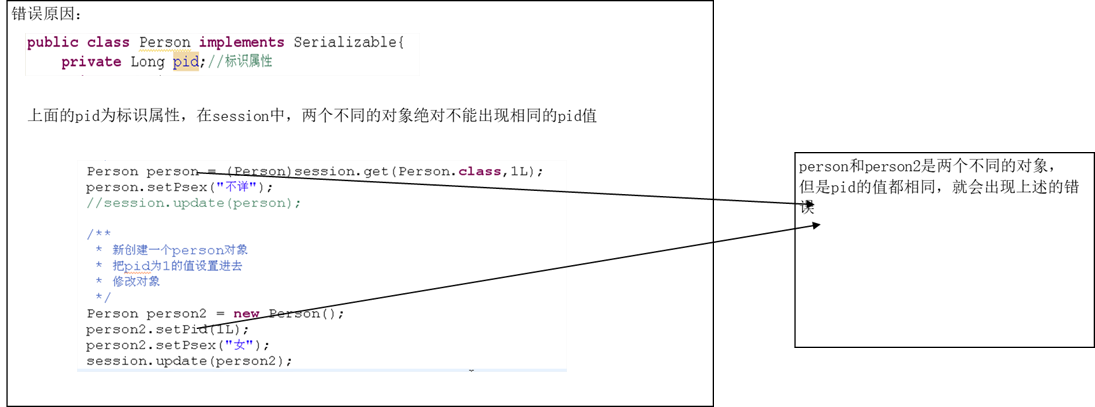 错误原因：
public class Person implements Serializable{
private Long pid;//标识属性
上面的pid为标识属性，在session中，两个不同的对象绝对不能出现相同的pid值
Person person = (Person)session.get(Person.class,1L);
person.setPsex("不详");
//session.update(person);
/**
* 新创建一个person对象
* 把pid为1的值设置进去
* 修改对象
*/
Person person2 = new Person();
person2.setPid(1L);
person2.setPsex("女");
session.update(person2);
person和person2是两个不同的对象，
但是pid的值都相同，就会出现上述的错
误